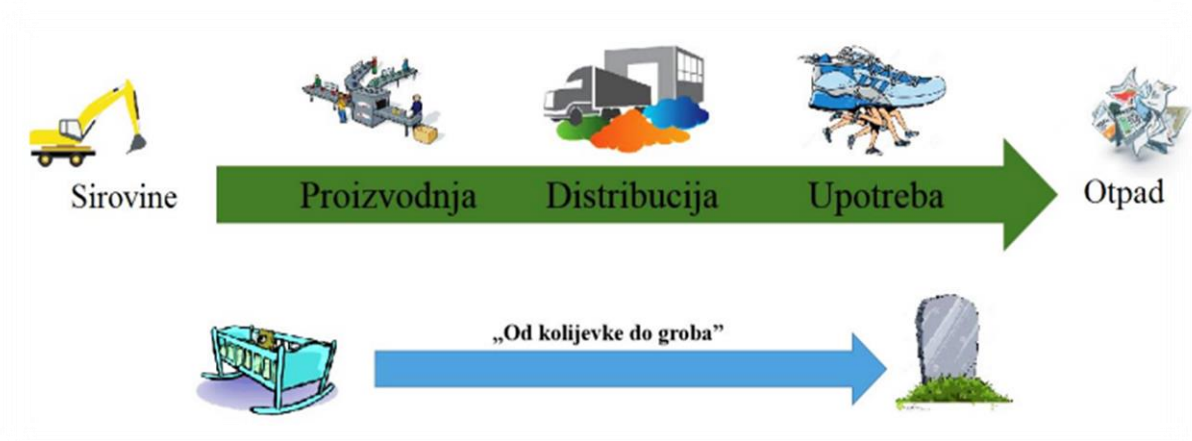 Sirovine
Proizvodnja
Distribucija
Upotreba
Otpad
„Od kolijevke do groba”